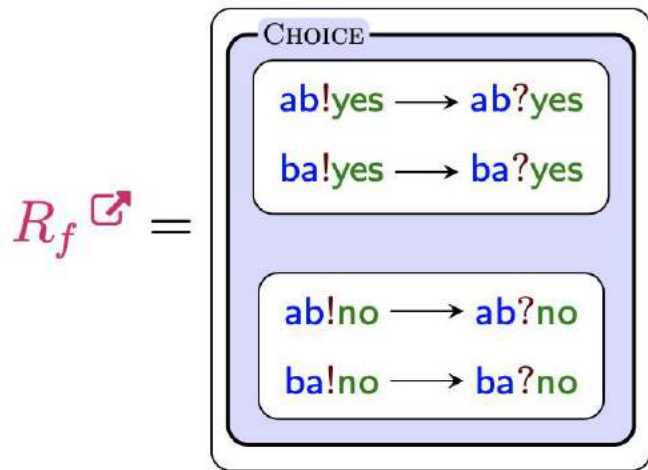 CHOICE
ab!yes → ab?yes
ba!yes → ba?yes
R_f =
ab!no → ab?no
ba!no → ba?no